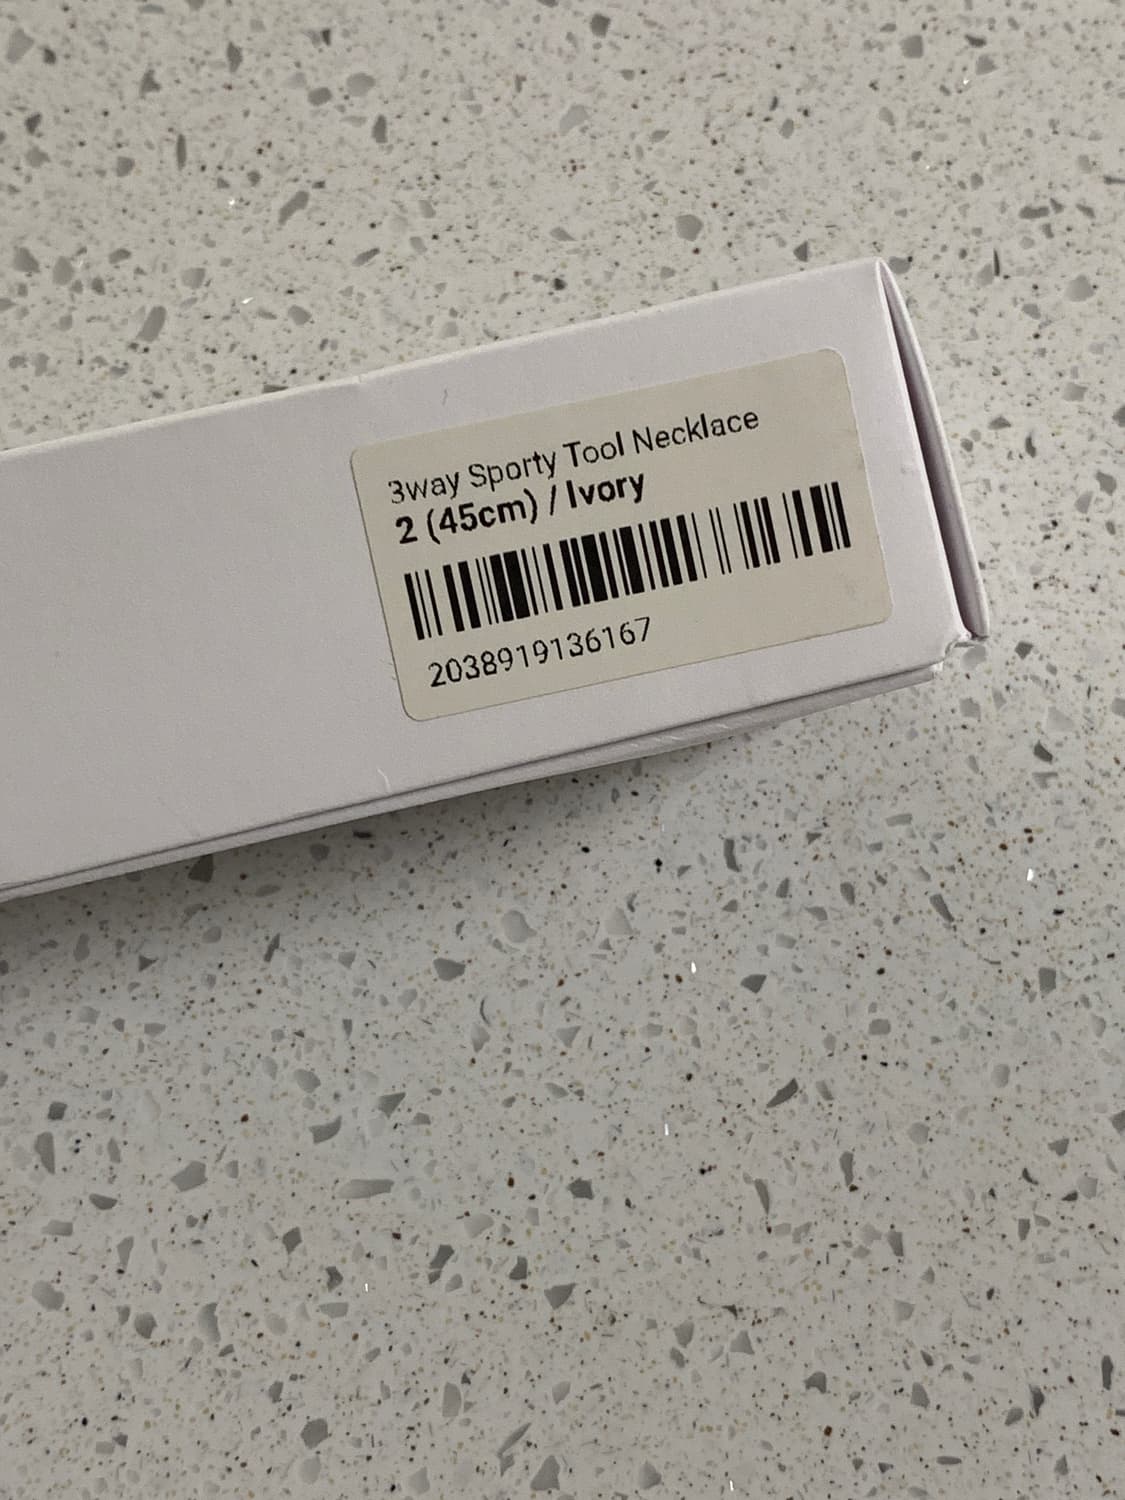 3way Sporty Tool Necklace
2 (45cm) / Ivory
2038919136167